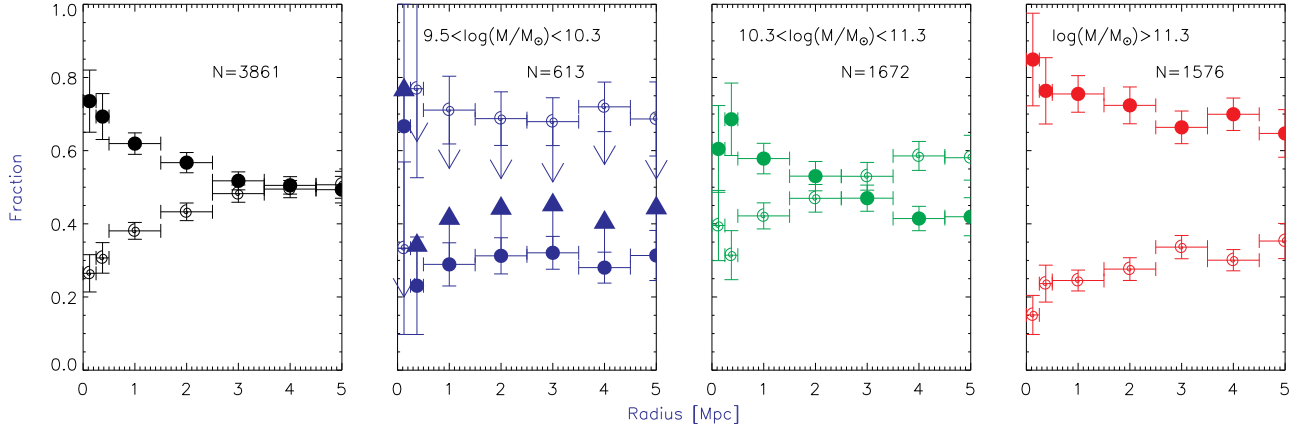 9.5<log(M/M☉)<10.3
10.3<log(M/M☉)<11.3
log(M/M☉)>11.3
N=3861
N=613
N=1672
N=1576
Fraction
1.0
0.8
0.6
0.4
0.2
0.0
0 1 2 3 4 5
0 1 2 3 4 5
0 1 2 3 4 5
0 1 2 3 4 5
Radius [Mpc]